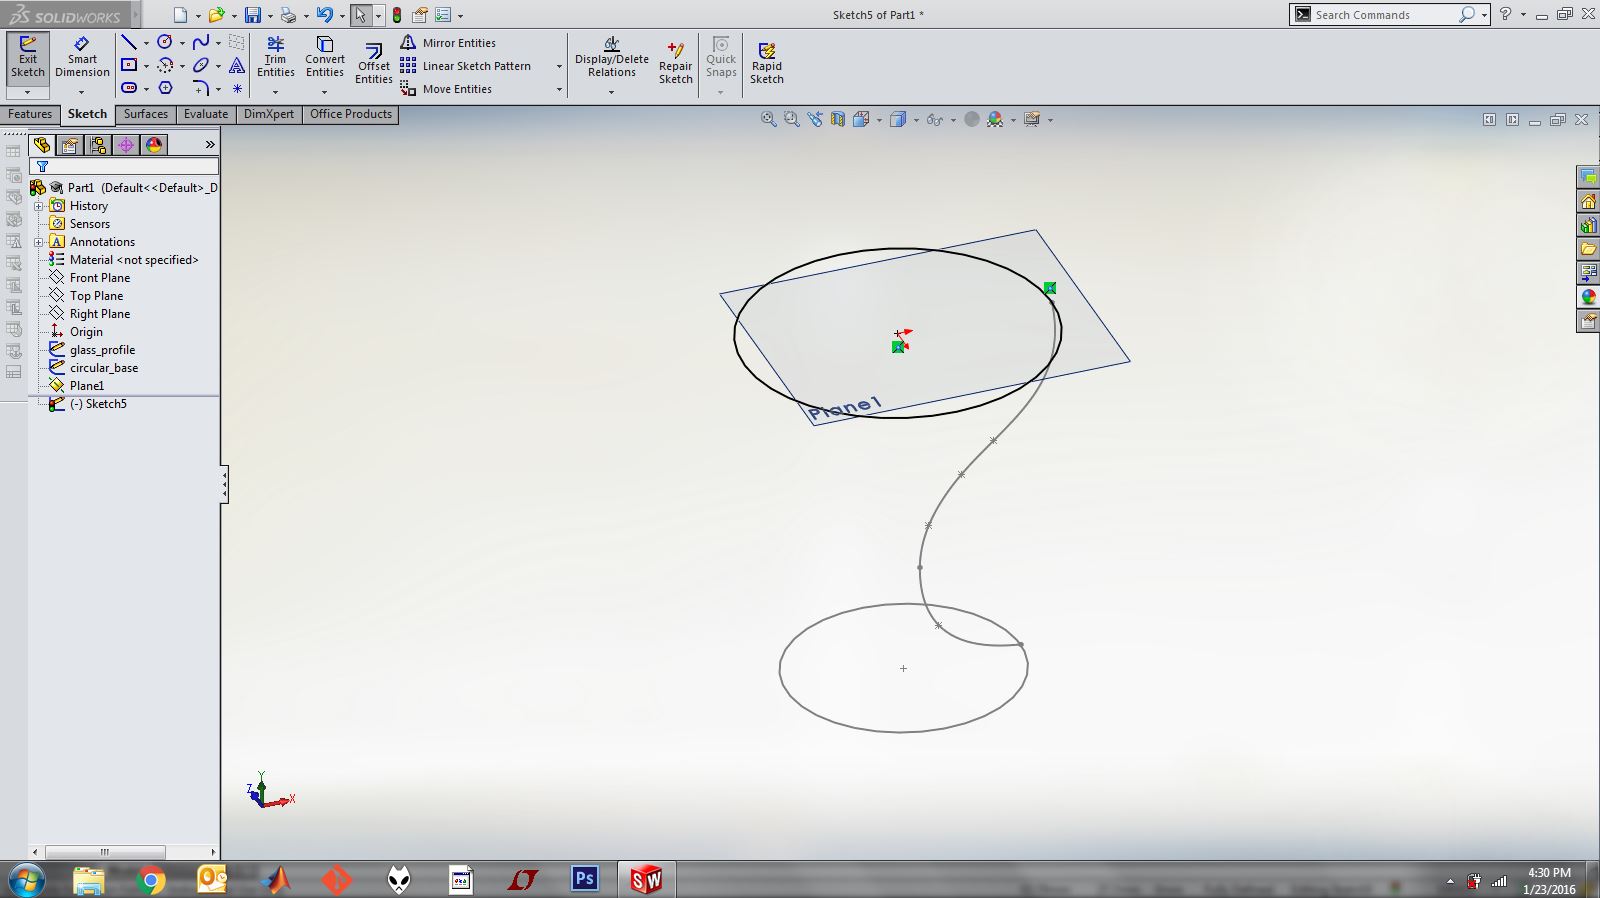 SOLIDWORKS
Sketch5 of Part1 *
Search Commands
?
Exit Sketch
Smart Dimension
Trim Entities
Convert Entities
Offset Entities
Mirror Entities
Linear Sketch Pattern
Move Entities
Display/Delete Relations
Repair Sketch
Quick Snaps
Rapid Sketch
Features
Sketch
Surfaces
Evaluate
DimXpert
Office Products
»
Part1 (Default<<Default>_D
History
Sensors
Annotations
Material <not specified>
Front Plane
Top Plane
Right Plane
Origin
glass_profile
circular_base
Plane1
(-) Sketch5
Plane1
Y
Z
X
Ps
SW
4:30 PM
1/23/2016